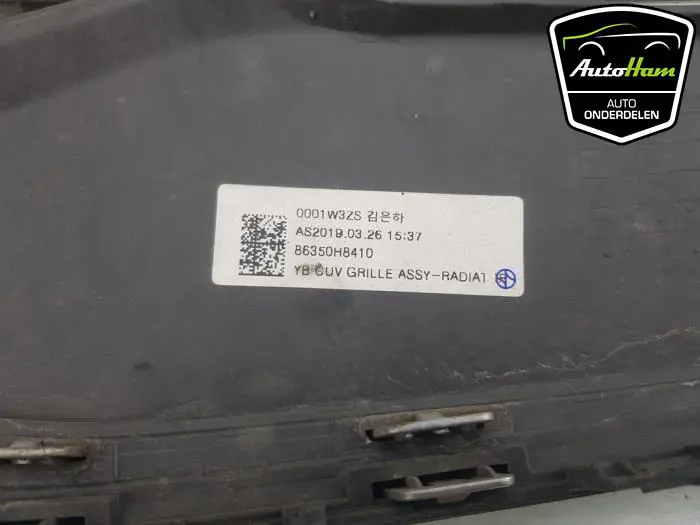 AutoHam
AUTO
ONDERDELEN
0001W3ZS 김은하
AS2019.03.26 15:37
86350H8410
YB CUV GRILLE ASSY-RADIAT